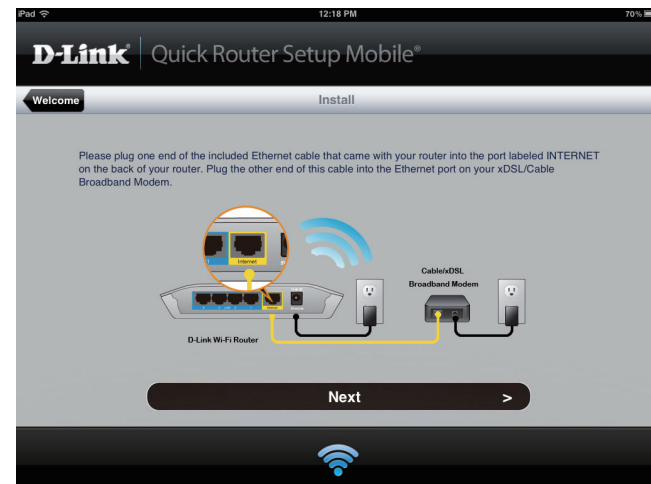 iPad 12:18 PM 70%
D-Link® Quick Router Setup Mobile®
Welcome Install
Please plug one end of the included Ethernet cable that came with your router into the port labeled INTERNET
on the back of your router. Plug the other end of this cable into the Ethernet port on your xDSL/Cable
Broadband Modem.
Internet
Cable/xDSL
Broadband Modem
D-Link Wi-Fi Router
Next >